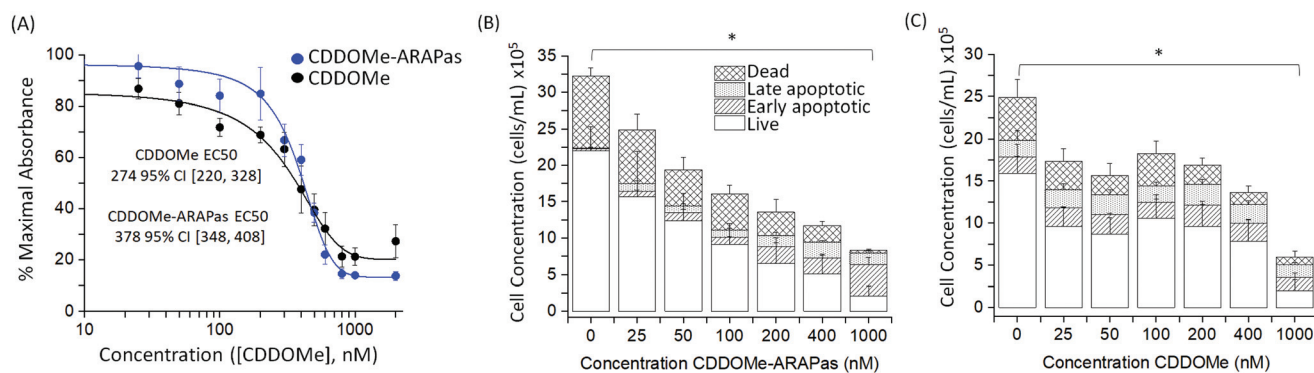 (A)
% Maximal Absorbance
100
80
60
40
20
0
CDDOMe-ARAPas
CDDOMe
CDDOMe EC50
274 95% CI [220, 328]
CDDOMe-ARAPas EC50
378 95% CI [348, 408]
10
100
1000
Concentration ([CDDOMe], nM)
(B)
Cell Concentration (cells/mL) x10⁵
35
30
25
20
15
10
5
0
*
Dead
Late apoptotic
Early apoptotic
Live
0 25 50 100 200 400 1000
Concentration CDDOMe-ARAPas (nM)
(C)
Cell Concentration (cells/mL) x10⁵
30
25
20
15
10
5
0
*
0 25 50 100 200 400 1000
Concentration CDDOMe (nM)